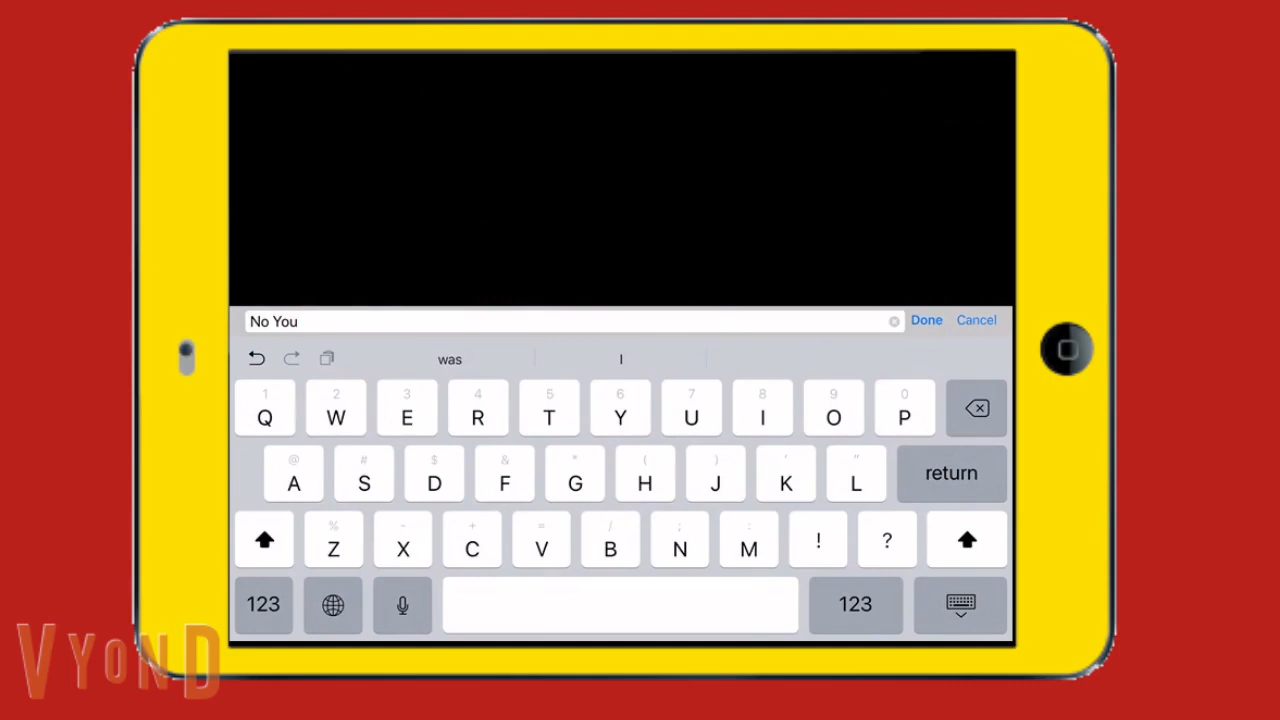 No You Done Cancel
was I
1 2 3 4 5 6 7 8 9 0
Q W E R T Y U I O P
@ # $ & * ( ) ' "
A S D F G H J K L return
% - + = / ; :
Z X C V B N M ! ?
123 123
VYOND